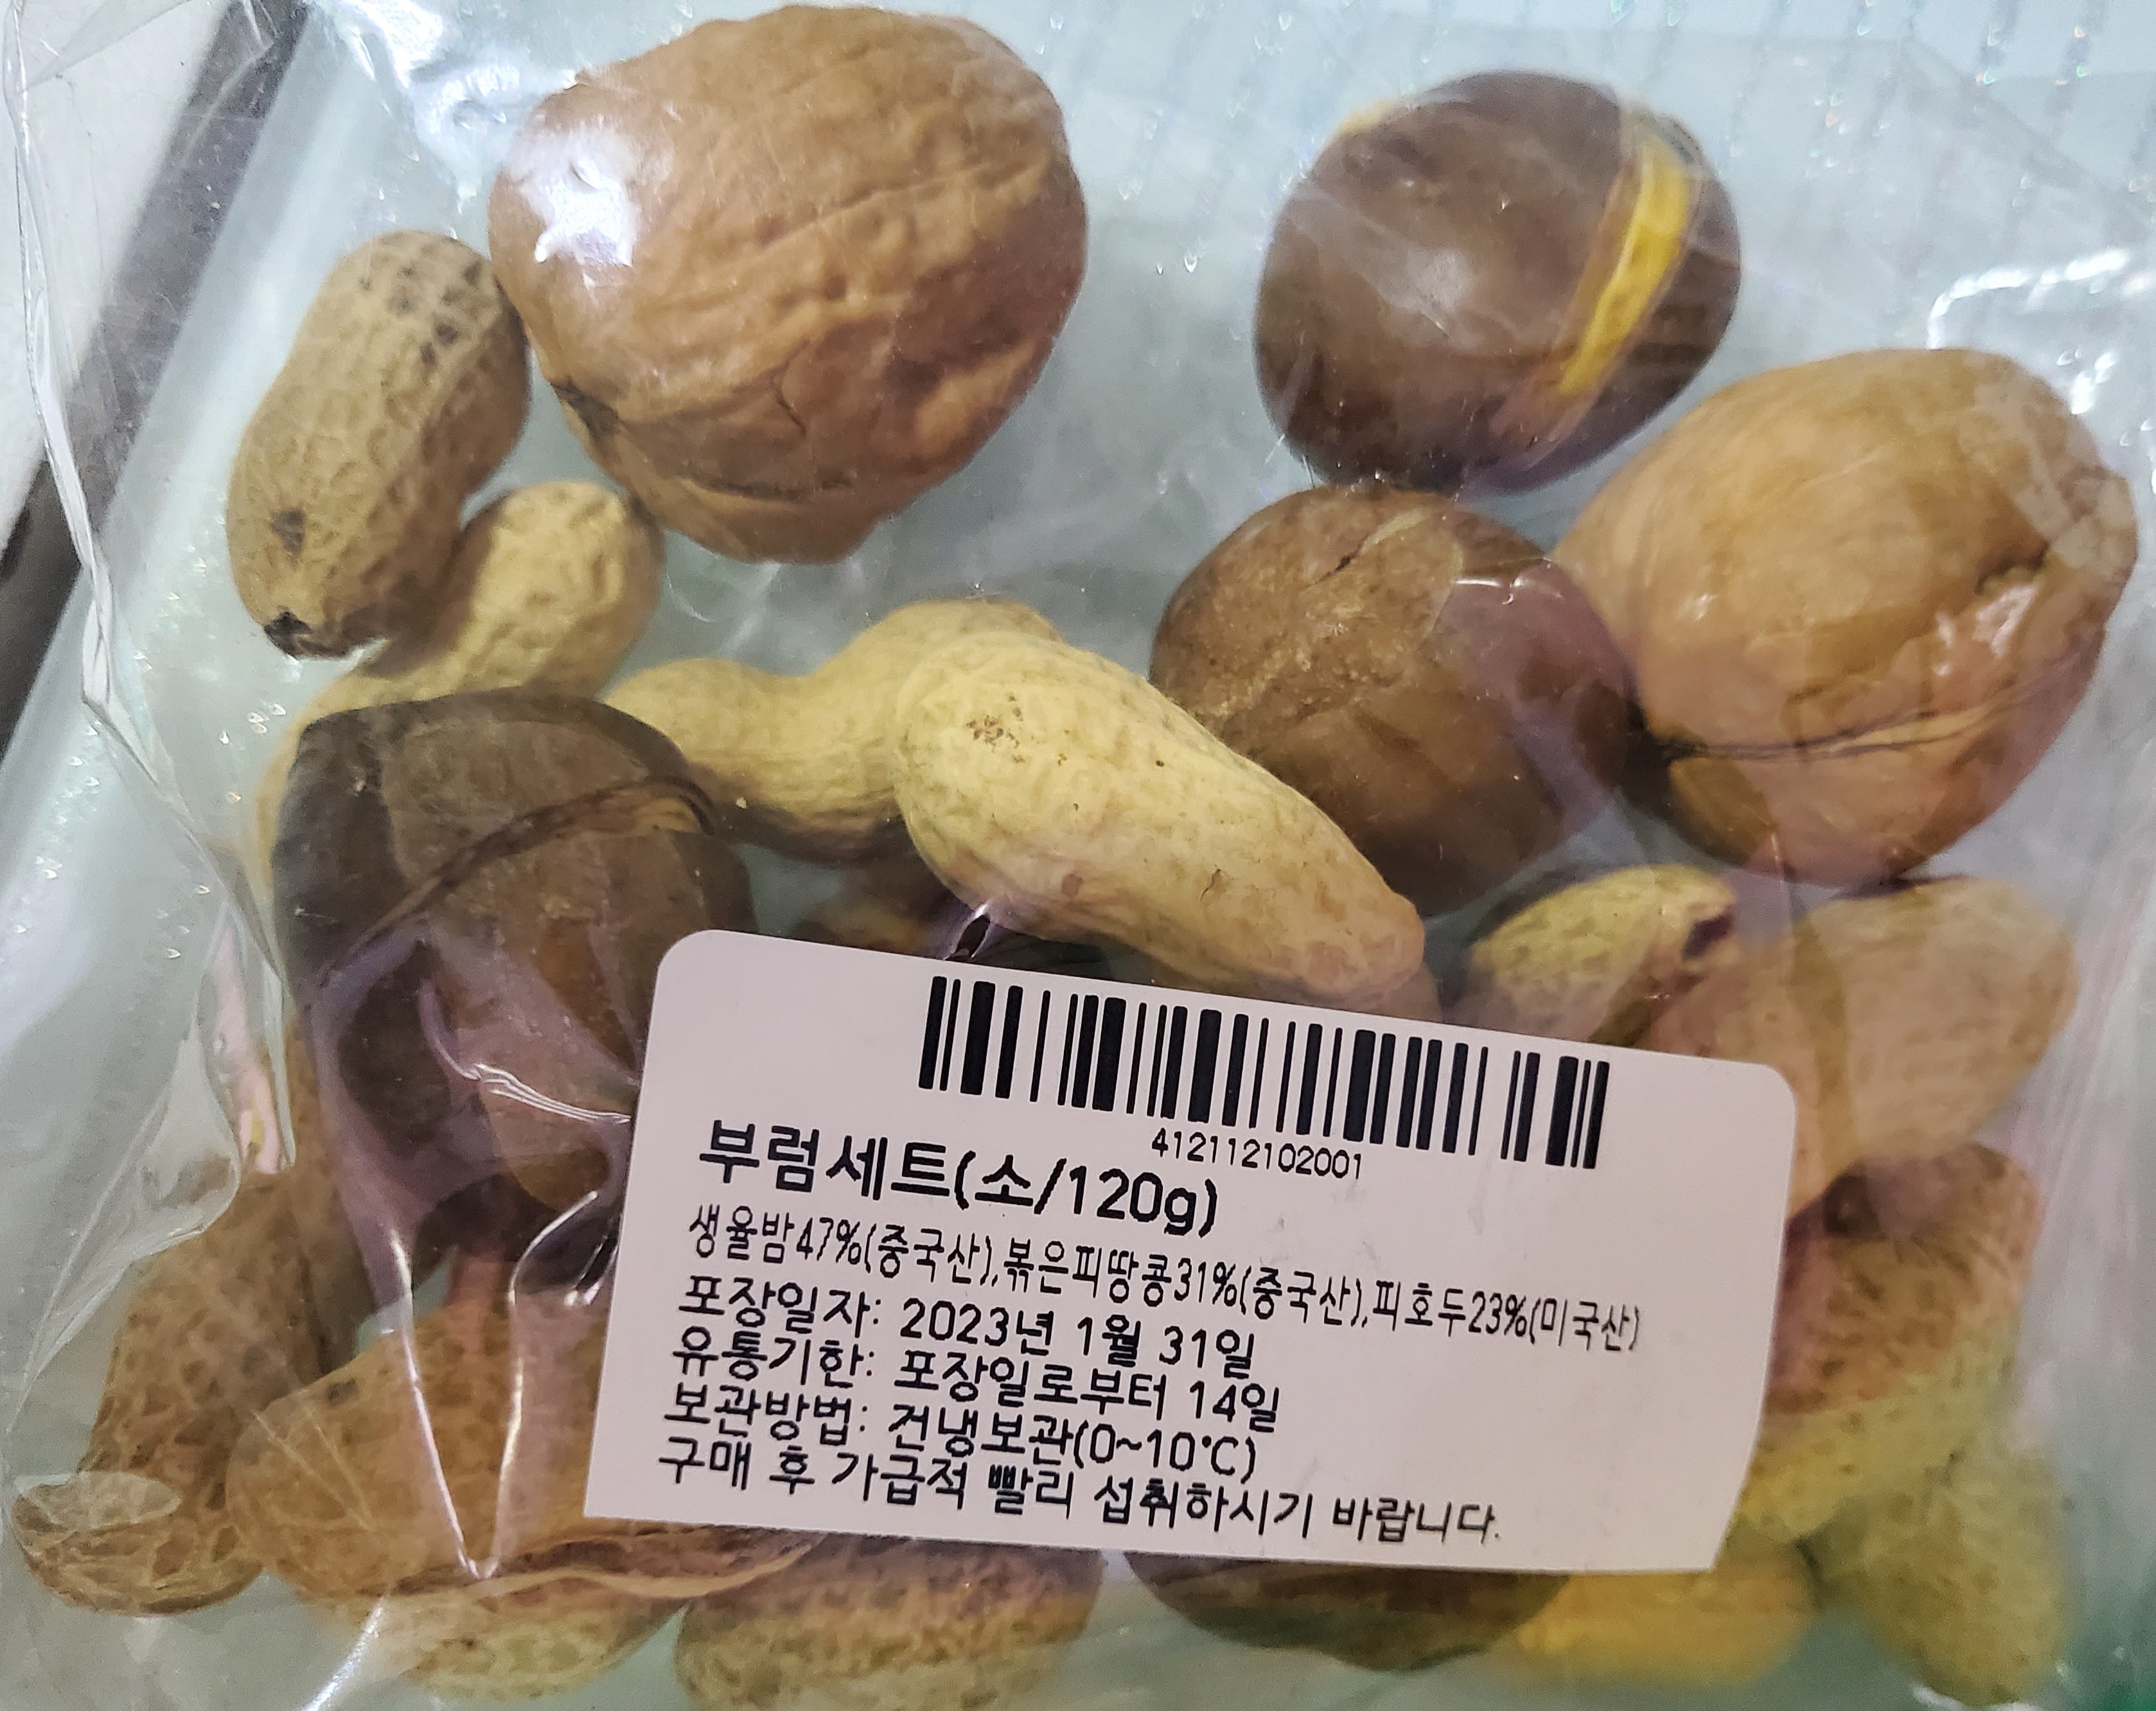 412112102001
부럼세트(소/120g)
생율밤47%(중국산),볶은피땅콩31%(중국산),피호두23%(미국산)
포장일자: 2023년 1월 31일
유통기한: 포장일로부터 14일
보관방법: 건냉보관(0~10℃)
구매 후 가급적 빨리 섭취하시기 바랍니다.